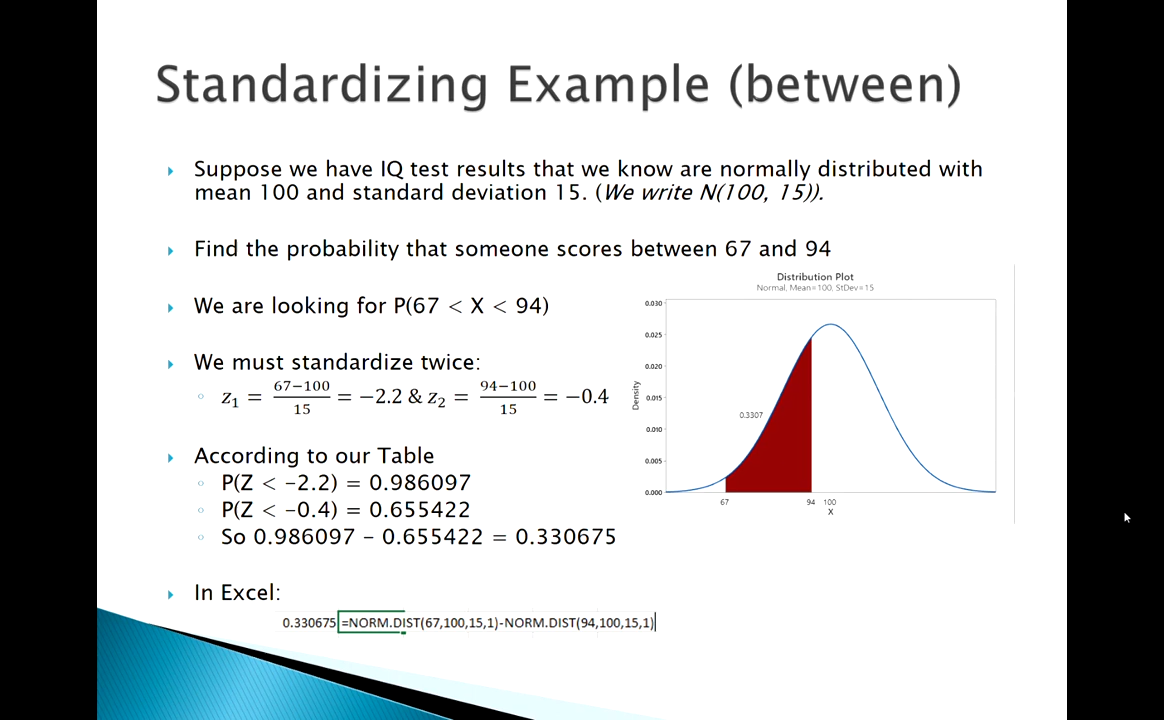 Standardizing Example (between)
Suppose we have IQ test results that we know are normally distributed with
mean 100 and standard deviation 15. (We write N(100, 15)).
Find the probability that someone scores between 67 and 94
We are looking for P(67 < X < 94)
We must standardize twice:
z₁ = (67−100)/15 = −2.2 & z₂ = (94−100)/15 = −0.4
According to our Table
P(Z < −2.2) = 0.986097
P(Z < −0.4) = 0.655422
So 0.986097 – 0.655422 = 0.330675
In Excel:
0.330675 =NORM.DIST(67,100,15,1)-NORM.DIST(94,100,15,1)
Distribution Plot
Normal, Mean=100, StDev=15
0.030
0.025
0.020
0.015
0.010
0.005
0.000
Density
0.3307
67 94 100
X